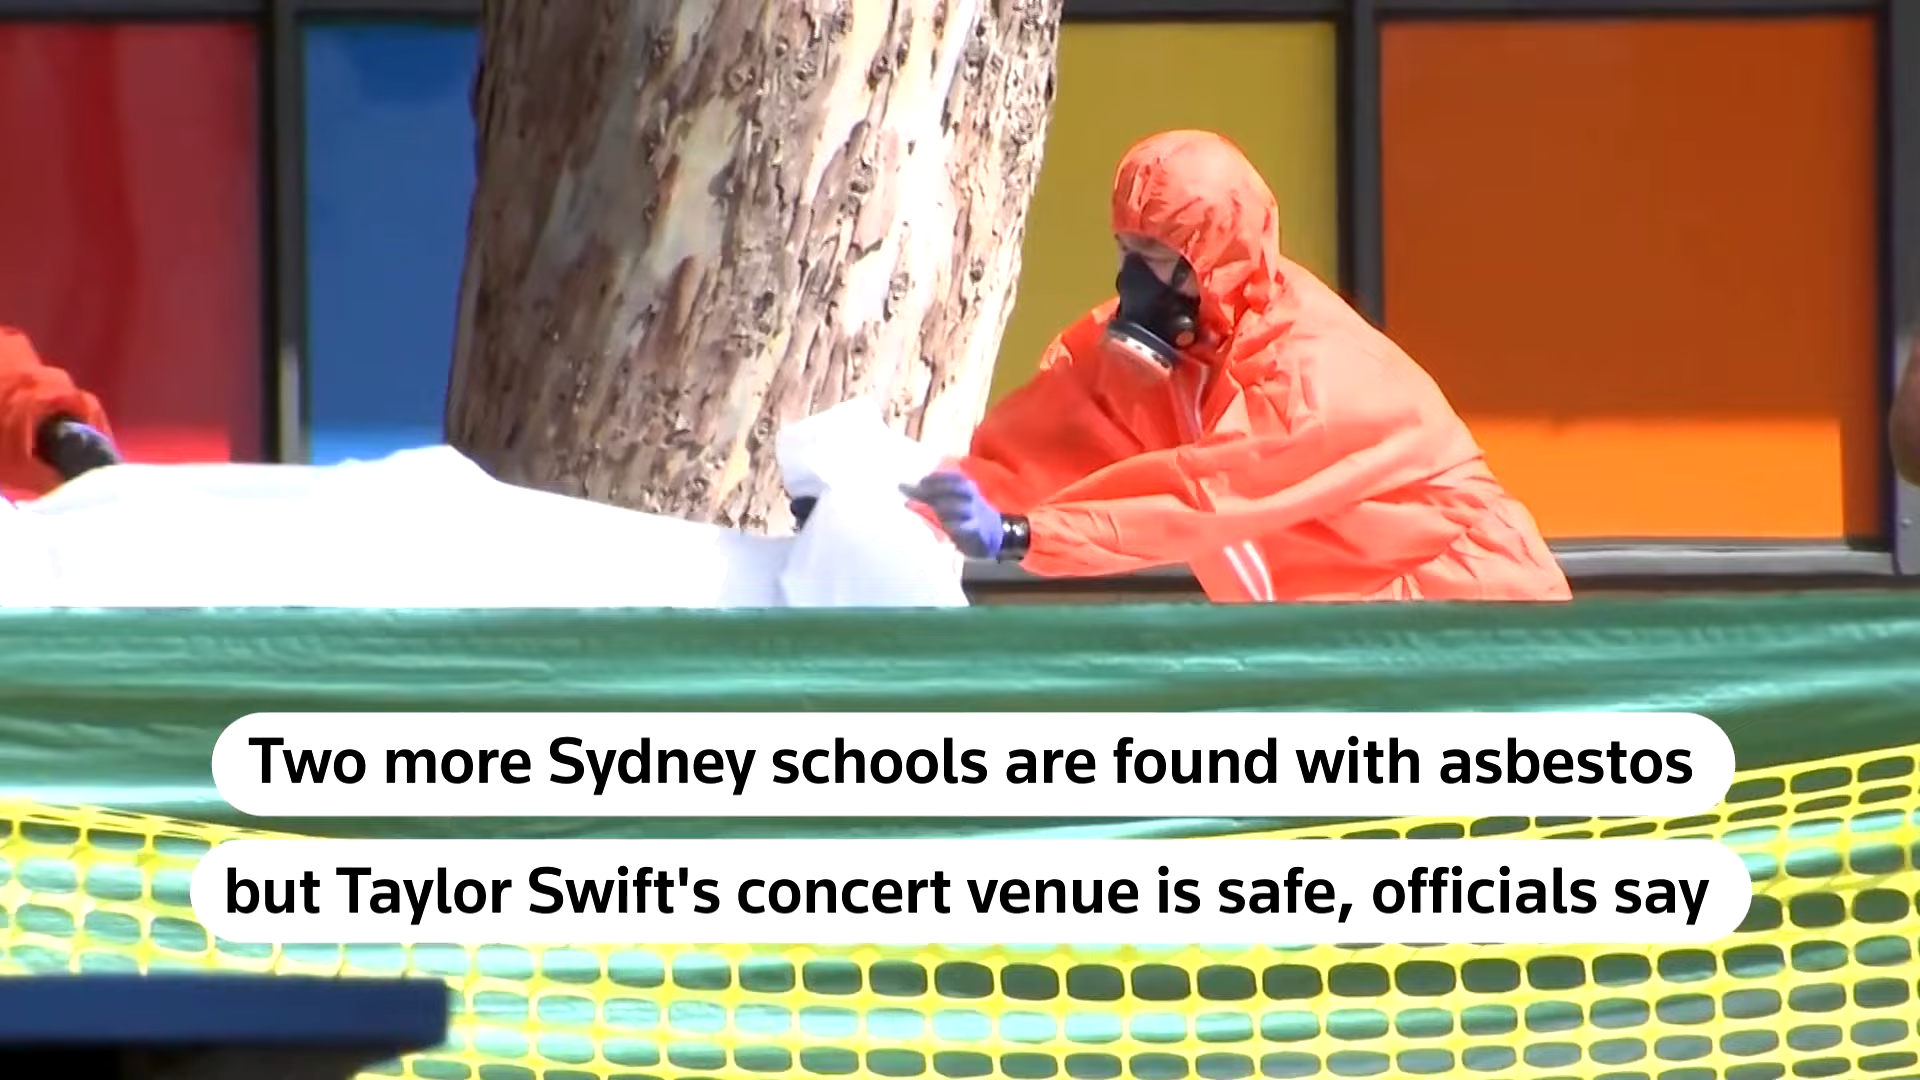 Two more Sydney schools are found with asbestos
but Taylor Swift's concert venue is safe, officials say